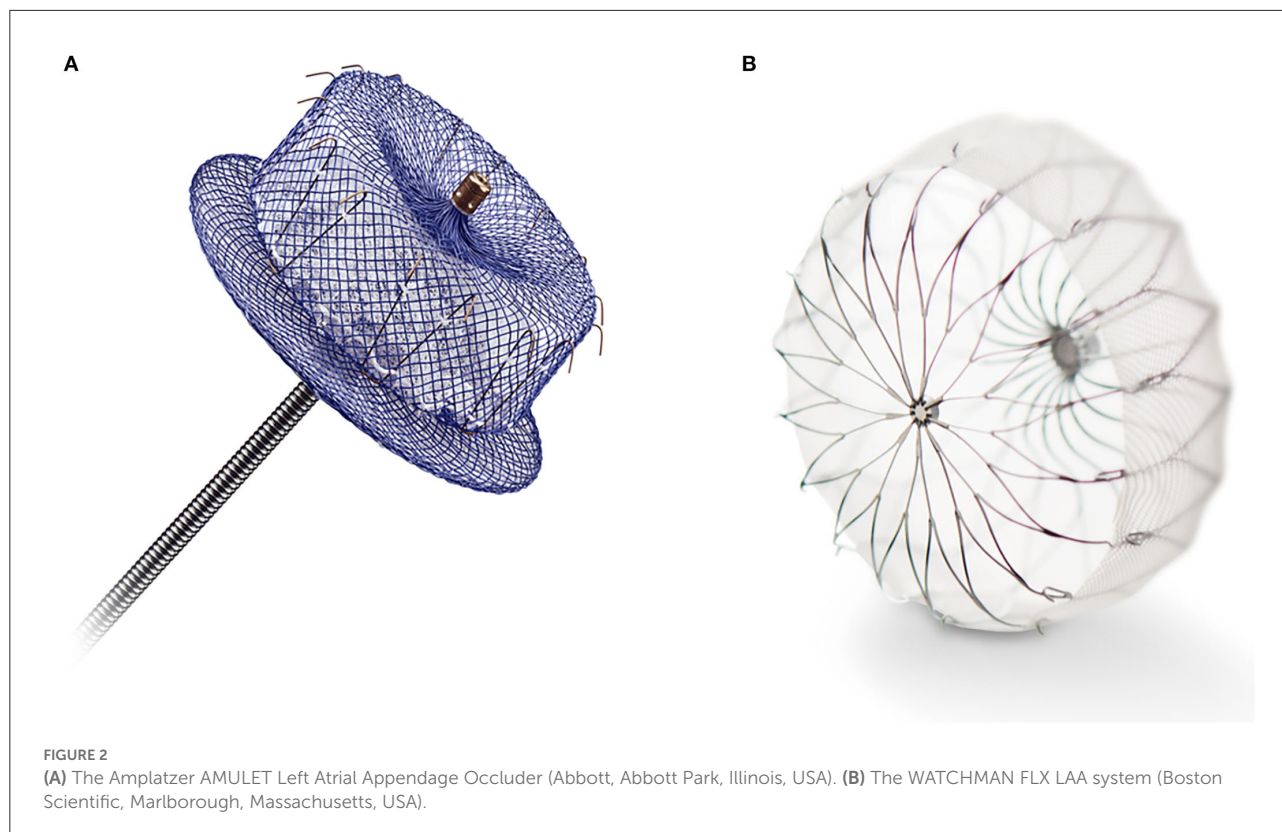 A
B
FIGURE 2
(A) The Amplatzer AMULET Left Atrial Appendage Occluder (Abbott, Abbott Park, Illinois, USA). (B) The WATCHMAN FLX LAA system (Boston
Scientific, Marlborough, Massachusetts, USA).